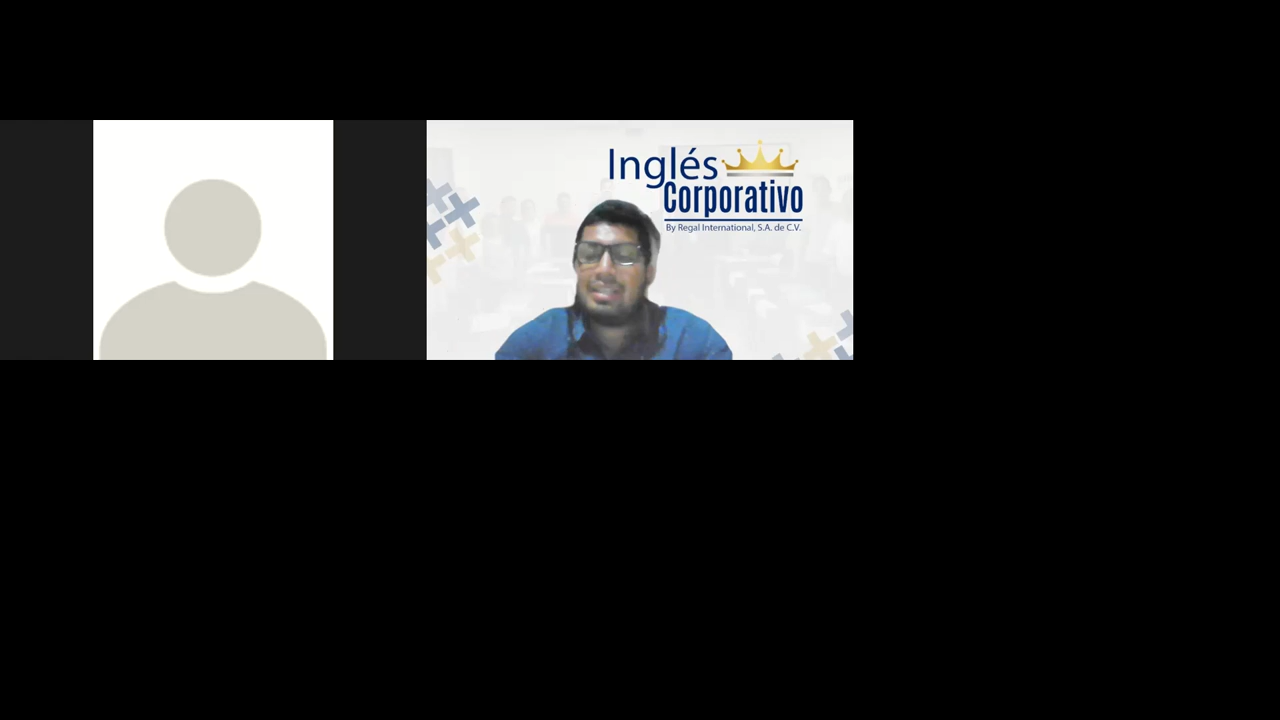 Inglés
Corporativo
By Regal International, S.A. de C.V.